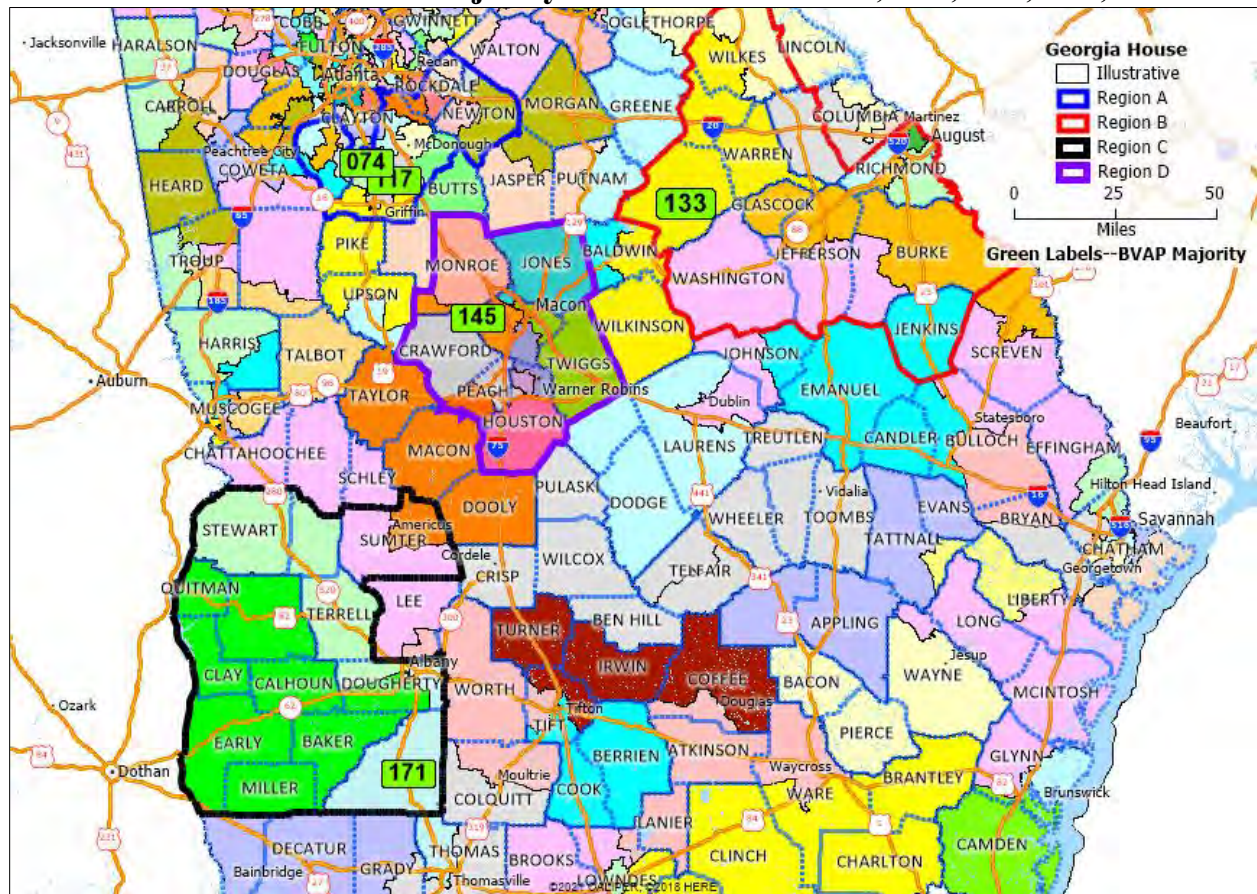 Jacksonville
HARALSON
COBB
GWINNETT
OGLETHORPE
LINCOLN
WILKES
FULTON
Redan
WALTON
DOUGLAS
Atlanta
ROCKDALE
MORGAN
GREENE
CARROLL
NEWTON
CLAYTON
COLUMBIA
Martinez
August
McDonough
WARREN
RICHMOND
Peachtree City
COWETA
074
117
BUTTS
JASPER
PUTNAM
HEARD
Griffin
133
GLASCOCK
PIKE
BALDWIN
BURKE
TROUP
MONROE
JONES
WASHINGTON
JEFFERSON
UPSON
Macon
145
WILKINSON
JENKINS
HARRIS
CRAWFORD
SCREVEN
TALBOT
TWIGGS
JOHNSON
Auburn
TAYLOR
PEACH
Warner Robins
EMANUEL
Dublin
MUSCOGEE
HOUSTON
Statesboro
Beaufort
LAURENS
TREUTLEN
CANDLER
BULLOCH
EFFINGHAM
CHATTAHOOCHEE
MACON
SCHLEY
PULASKI
Hilton Head Island
DODGE
Vidalia
DOOLY
EVANS
STEWART
Americus
WHEELER
TOOMBS
BRYAN
Savannah
SUMTER
TATTNALL
Cordele
CHATHAM
WILCOX
Georgetown
CRISP
TELFAIR
QUITMAN
LEE
LIBERTY
TERRELL
BEN HILL
APPLING
LONG
TURNER
Jesup
Albany
IRWIN
CLAY
CALHOUN
DOUGHERTY
COFFEE
BACON
WAYNE
WORTH
MCINTOSH
Ozark
Tifton
Douglas
TIFT
PIERCE
EARLY
BAKER
BERRIEN
ATKINSON
GLYNN
Dothan
171
Moultrie
Waycross
BRANTLEY
MILLER
COOK
WARE
Brunswick
COLQUITT
LANIER
DECATUR
THOMAS
CAMDEN
GRADY
BROOKS
CLINCH
CHARLTON
Bainbridge
Thomasville
LOWNDES
©2021 CALIPER; ©2018 HERE
Georgia House
Illustrative
Region A
Region B
Region C
Region D
0 25 50
Miles
Green Labels--BVAP Majority